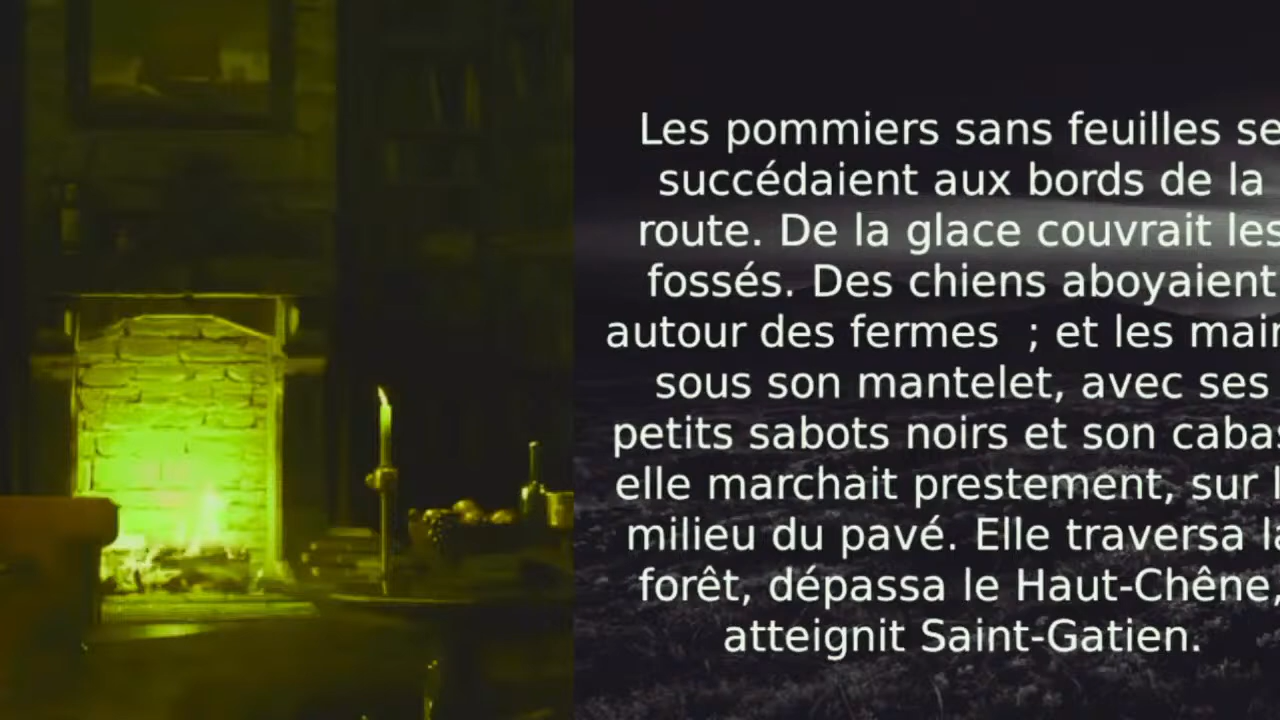 Les pommiers sans feuilles se
succédaient aux bords de la
route. De la glace couvrait les
fossés. Des chiens aboyaient
autour des fermes  ; et les main
sous son mantelet, avec ses
petits sabots noirs et son cabas
elle marchait prestement, sur l
milieu du pavé. Elle traversa la
forêt, dépassa le Haut-Chêne,
atteignit Saint-Gatien.